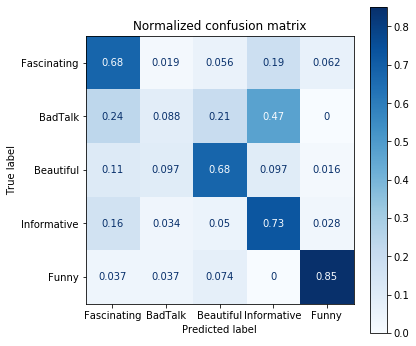 Normalized confusion matrix
Fascinating 0.68 0.019 0.056 0.19 0.062
BadTalk 0.24 0.088 0.21 0.47 0
Beautiful 0.11 0.097 0.68 0.097 0.016
Informative 0.16 0.034 0.05 0.73 0.028
Funny 0.037 0.037 0.074 0 0.85
Fascinating BadTalk Beautiful Informative Funny
True label
Predicted label
0.8
0.7
0.6
0.5
0.4
0.3
0.2
0.1
0.0